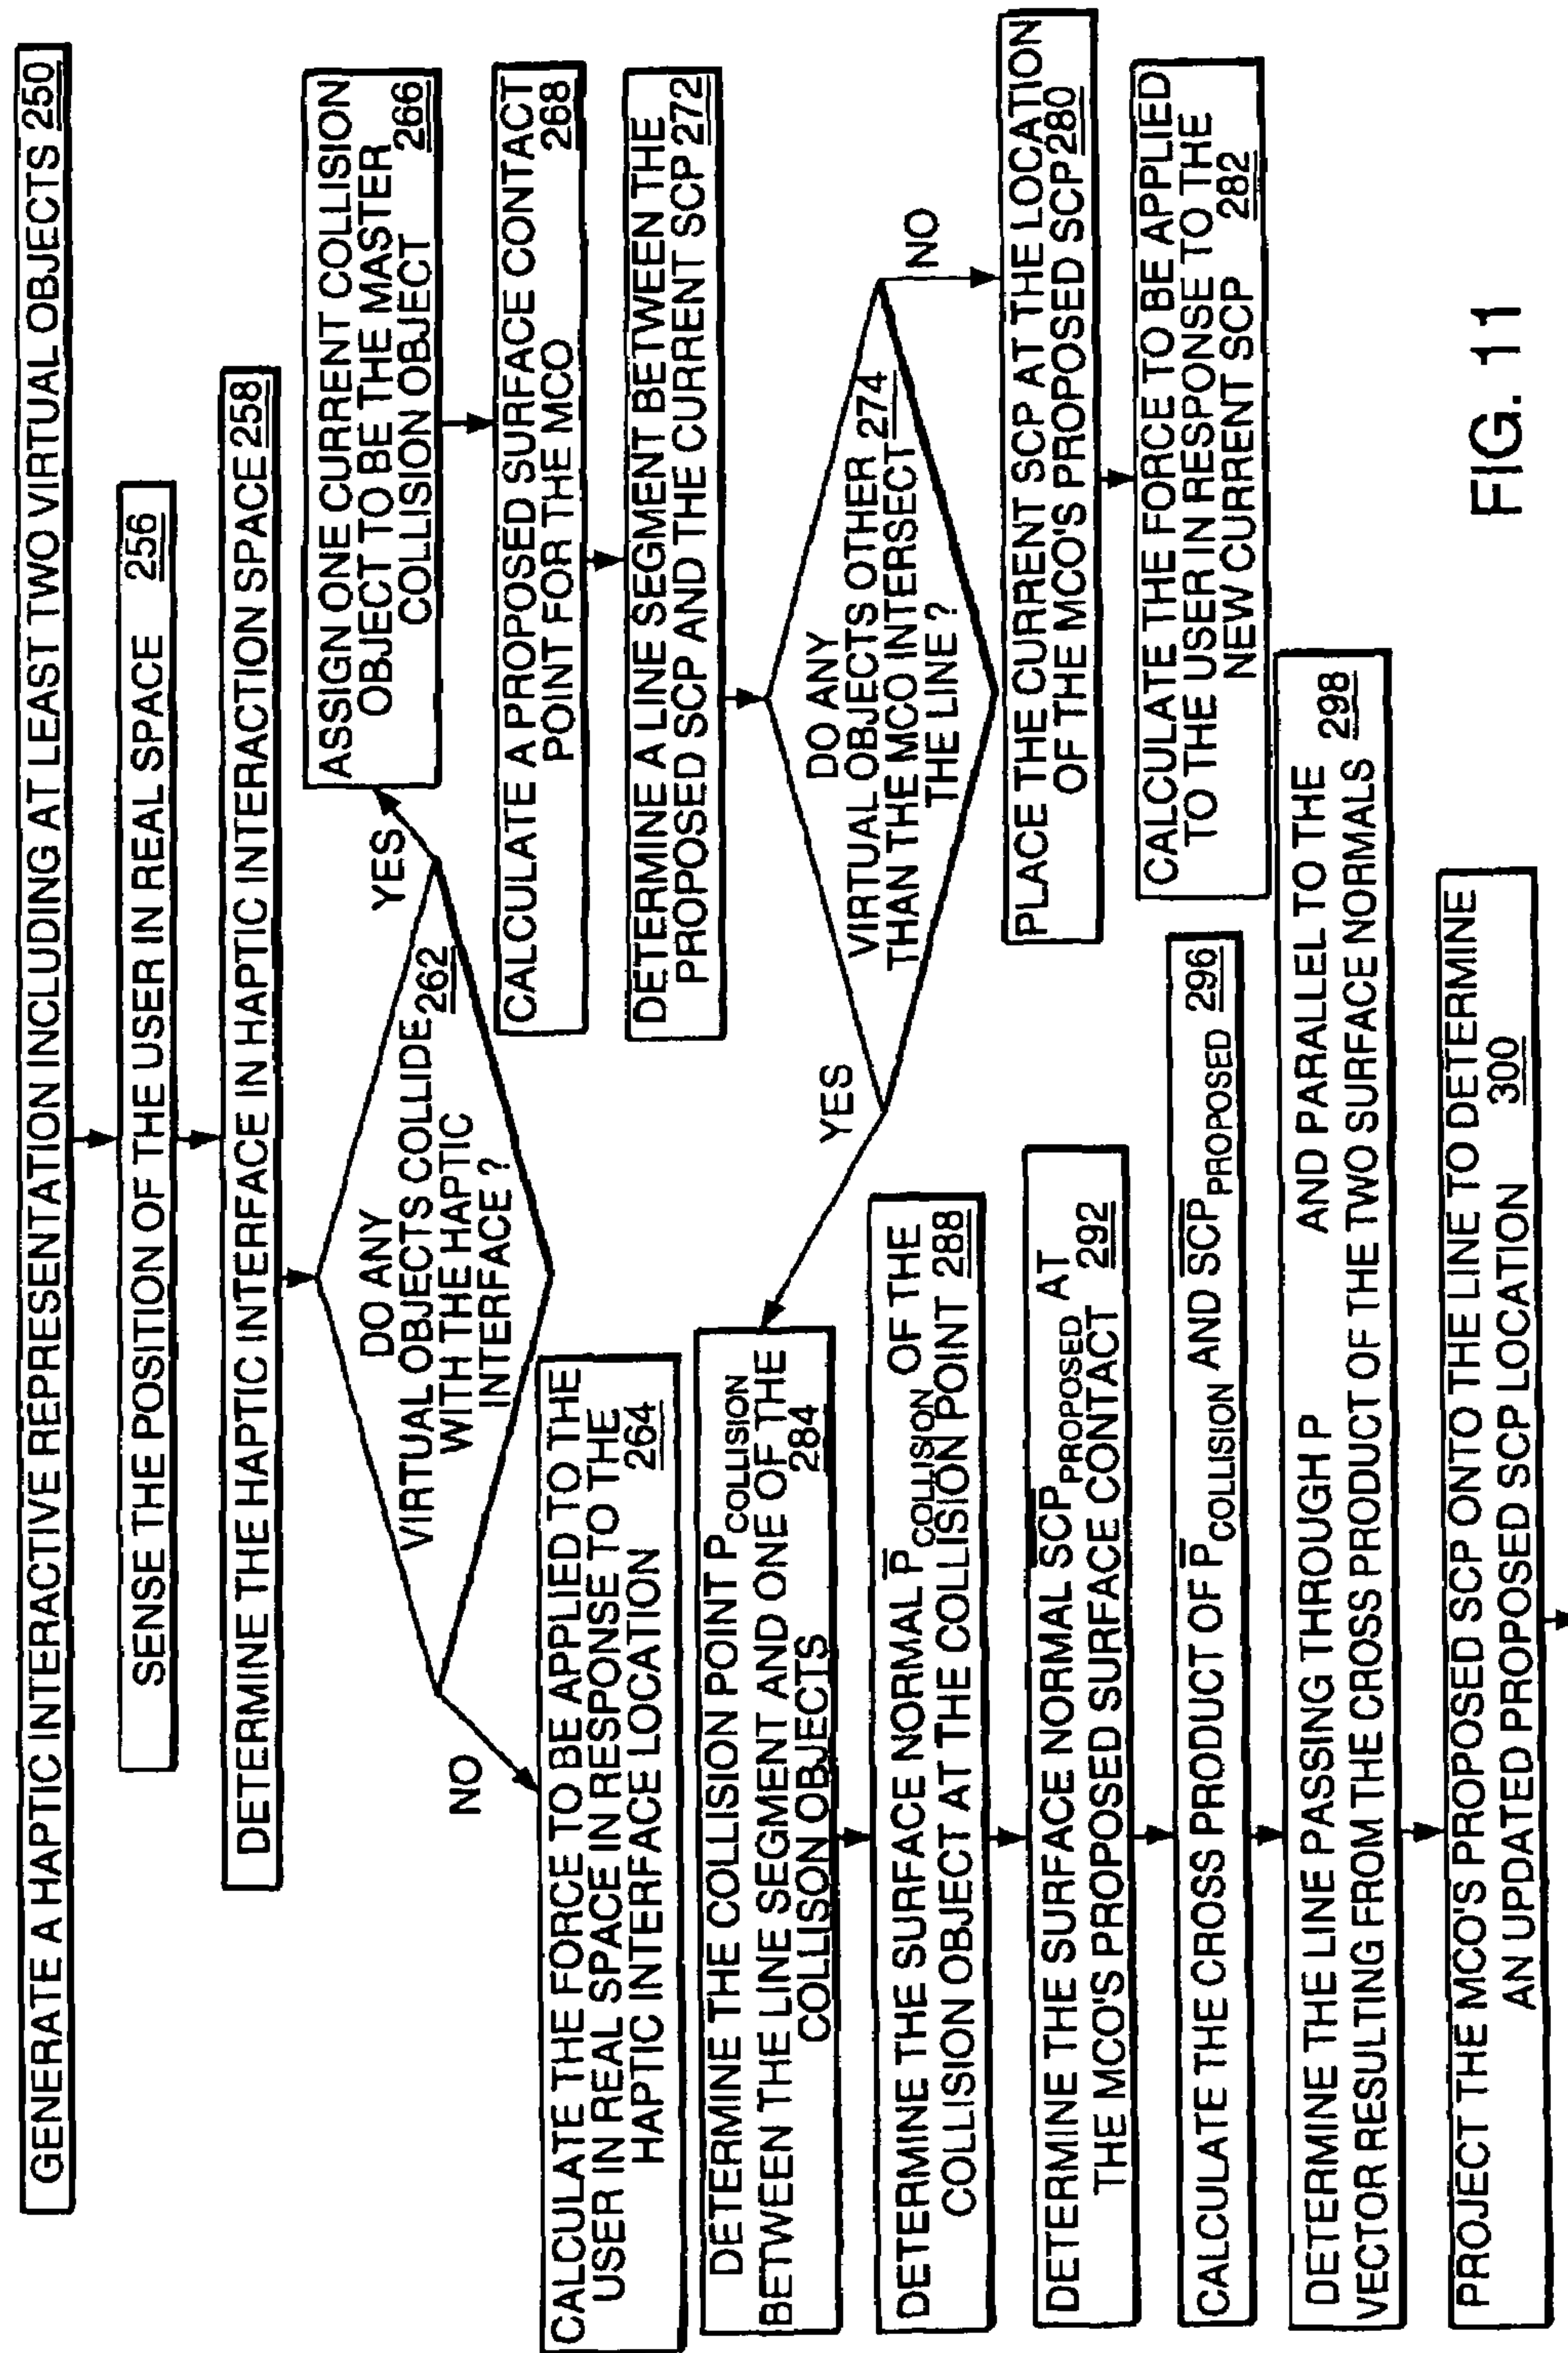 GENERATE A HAPTIC INTERACTIVE REPRESENTATION INCLUDING AT LEAST TWO VIRTUAL OBJECTS 250
SENSE THE POSITION OF THE USER IN REAL SPACE 256
DETERMINE THE HAPTIC INTERFACE IN HAPTIC INTERACTION SPACE 258
DO ANY
VIRTUAL OBJECTS COLLIDE 262
WITH THE HAPTIC
INTERFACE ?
YES
NO
ASSIGN ONE CURRENT COLLISION
OBJECT TO BE THE MASTER
COLLISION OBJECT 266
CALCULATE A PROPOSED SURFACE CONTACT
POINT FOR THE MCO 268
DETERMINE A LINE SEGMENT BETWEEN THE
PROPOSED SCP AND THE CURRENT SCP 272
DO ANY
VIRTUAL OBJECTS OTHER 274
THAN THE MCO INTERSECT
THE LINE ?
NO
YES
PLACE THE CURRENT SCP AT THE LOCATION
OF THE MCO'S PROPOSED SCP 280
CALCULATE THE FORCE TO BE APPLIED
TO THE USER IN RESPONSE TO THE
NEW CURRENT SCP 282
CALCULATE THE FORCE TO BE APPLIED TO THE
USER IN REAL SPACE IN RESPONSE TO THE
HAPTIC INTERFACE LOCATION 264
DETERMINE THE COLLISION POINT P COLLISION
BETWEEN THE LINE SEGMENT AND ONE OF THE
COLLISON OBJECTS 284
DETERMINE THE SURFACE NORMAL P̅ COLLISION OF THE
COLLISION OBJECT AT THE COLLISION POINT 288
DETERMINE THE SURFACE NORMAL S̅C̅P̅ PROPOSED AT
THE MCO'S PROPOSED SURFACE CONTACT 292
CALCULATE THE CROSS PRODUCT OF P̅ COLLISION AND S̅C̅P̅ PROPOSED 296
DETERMINE THE LINE PASSING THROUGH P AND PARALLEL TO THE
VECTOR RESULTING FROM THE CROSS PRODUCT OF THE TWO SURFACE NORMALS 298
PROJECT THE MCO'S PROPOSED SCP ONTO THE LINE TO DETERMINE
AN UPDATED PROPOSED SCP LOCATION 300
FIG. 11